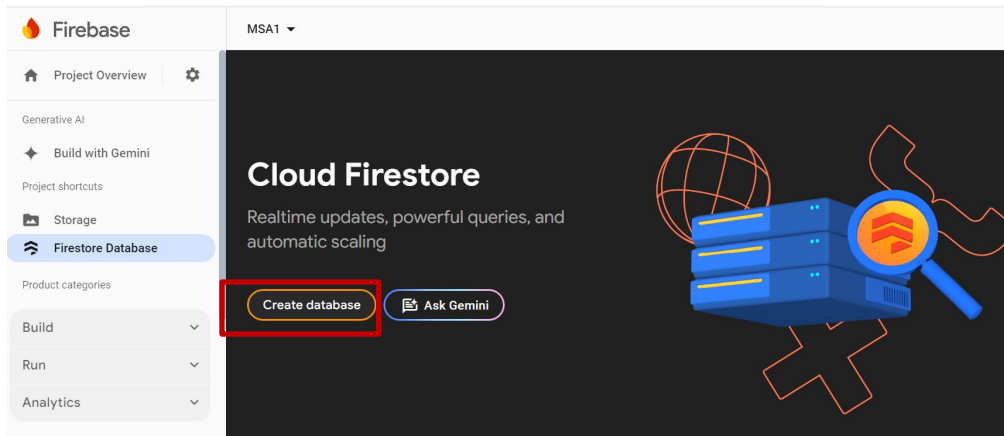 Firebase
MSA1
Project Overview
Generative AI
Build with Gemini
Project shortcuts
Storage
Firestore Database
Product categories
Build
Run
Analytics
Cloud Firestore
Realtime updates, powerful queries, and
automatic scaling
Create database
Ask Gemini